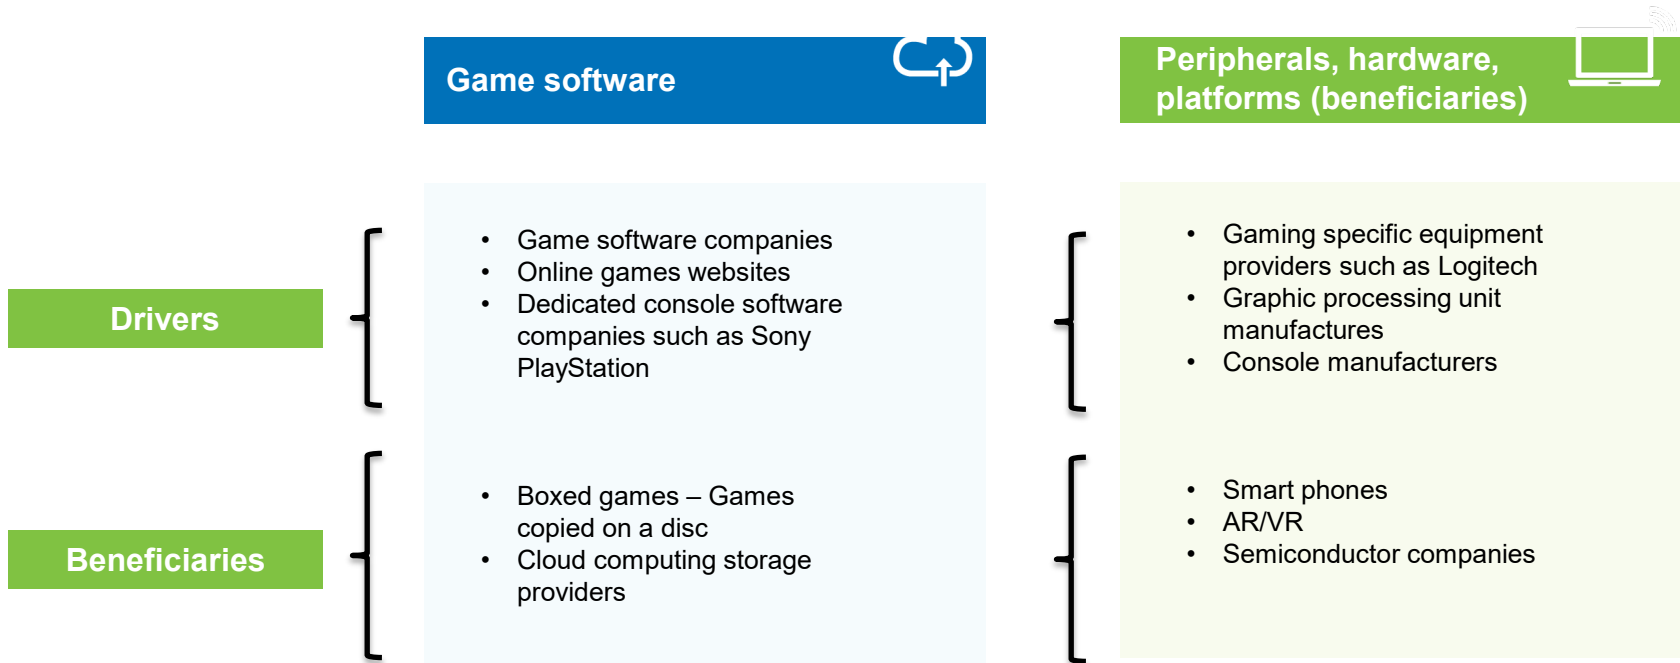 Game software
Peripherals, hardware,
platforms (beneficiaries)
Drivers
• Game software companies
• Online games websites
• Dedicated console software
companies such as Sony
PlayStation
• Gaming specific equipment
providers such as Logitech
• Graphic processing unit
manufactures
• Console manufacturers
Beneficiaries
• Boxed games – Games
copied on a disc
• Cloud computing storage
providers
• Smart phones
• AR/VR
• Semiconductor companies